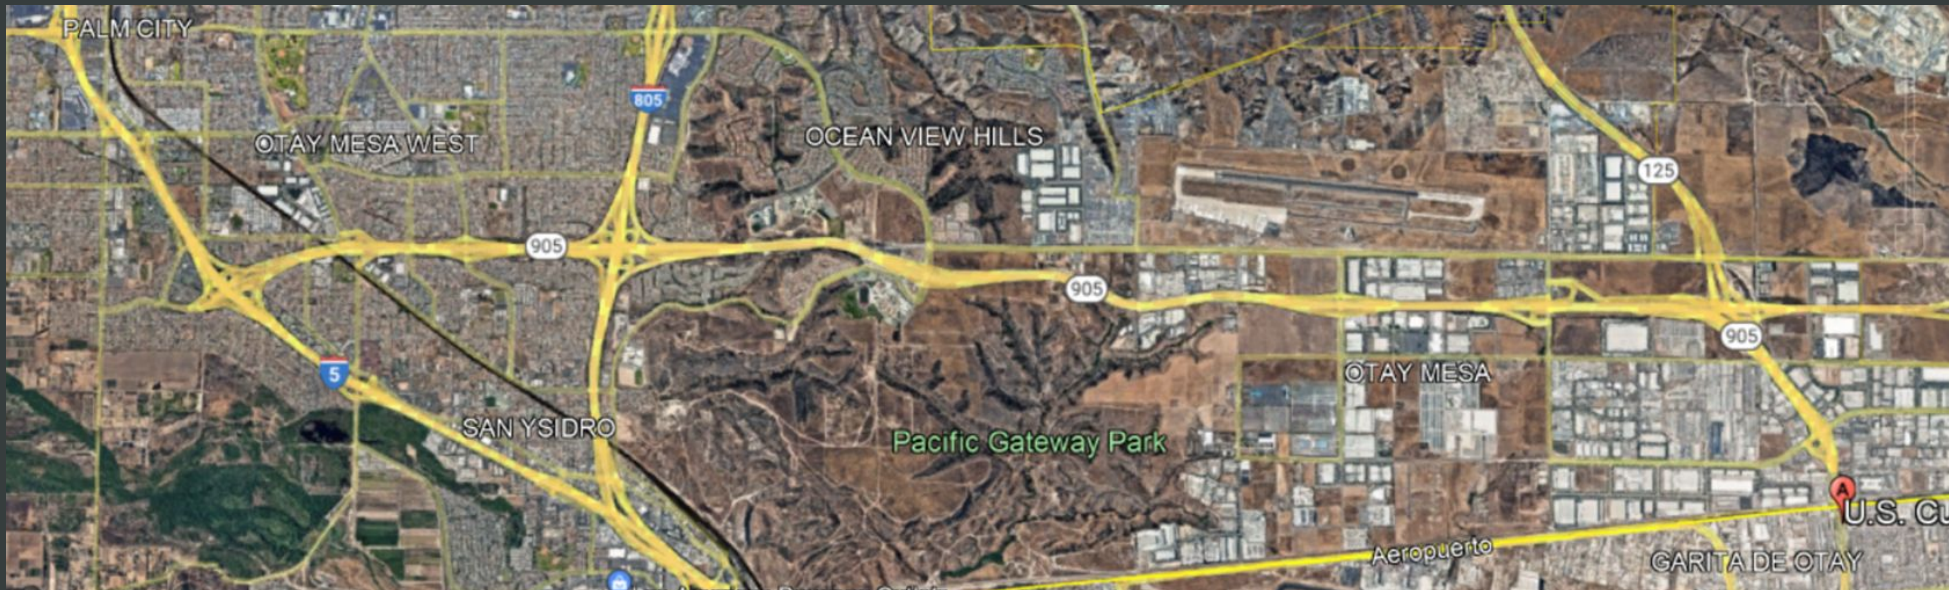 PALM CITY
805
OTAY MESA WEST
OCEAN VIEW HILLS
125
905
905
905
5
OTAY MESA
SAN YSIDRO
Pacific Gateway Park
A
U.S. Cu
Aeropuerto
GARITA DE OTAY